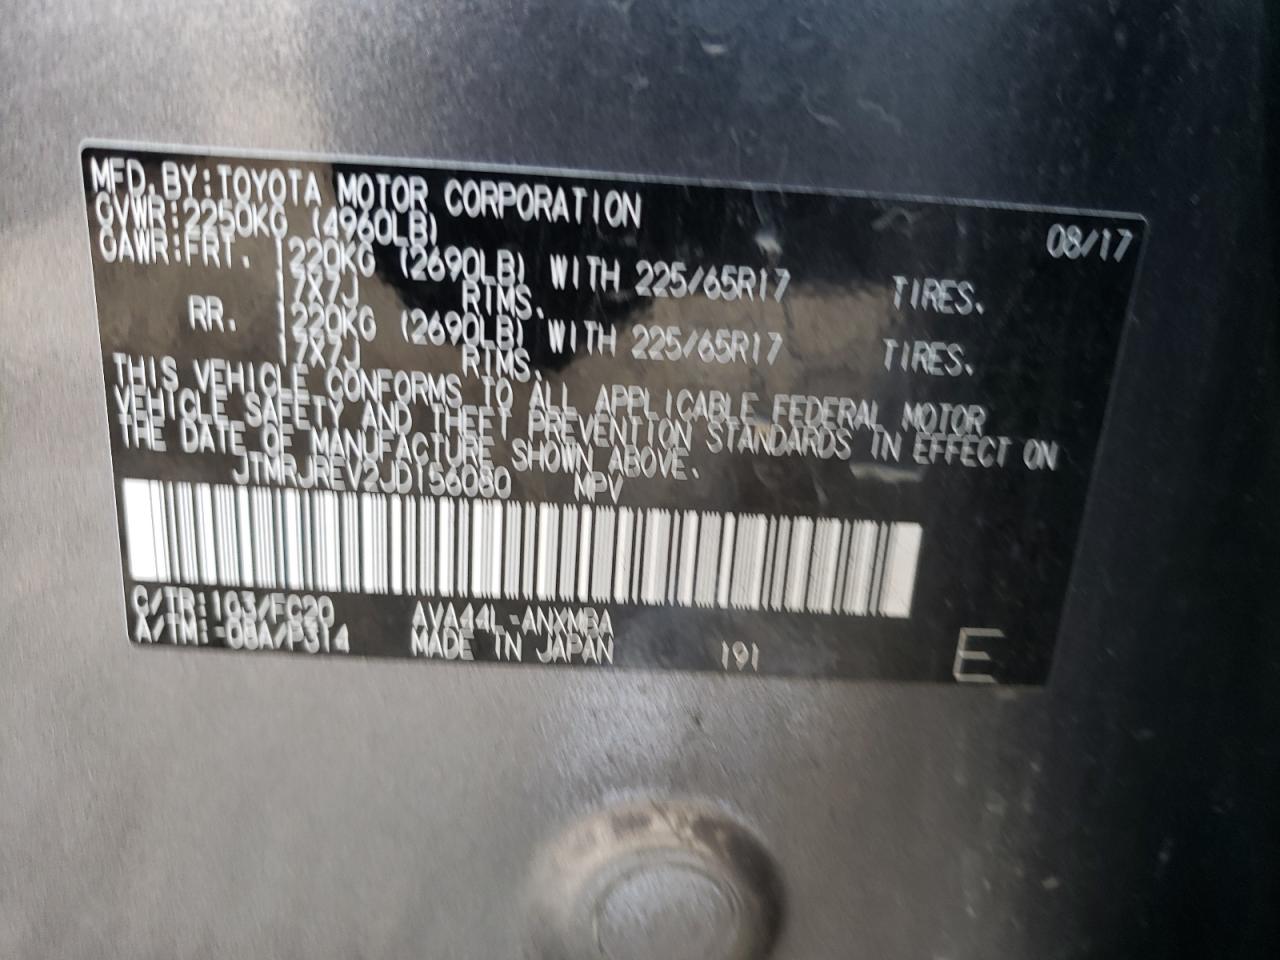 MFD.BY:TOYOTA MOTOR CORPORATION 08/17
GVWR:2250KG (4960LB)
GAWR:FRT. 1220KG (2690LB) WITH 225/65R17 TIRES.
17X7J RIMS.
RR. 1220KG (2690LB) WITH 225/65R17 TIRES.
17X7J RIMS.
THIS VEHICLE CONFORMS TO ALL APPLICABLE FEDERAL MOTOR
VEHICLE SAFETY AND THEFT PREVENTION STANDARDS IN EFFECT ON
THE DATE OF MANUFACTURE SHOWN ABOVE.
JTMRJREV2JD156080 MPV
C/TR:1G3/FC20 AVA44L-ANXMBA
A/TM:-08A/P314 MADE IN JAPAN 191 E